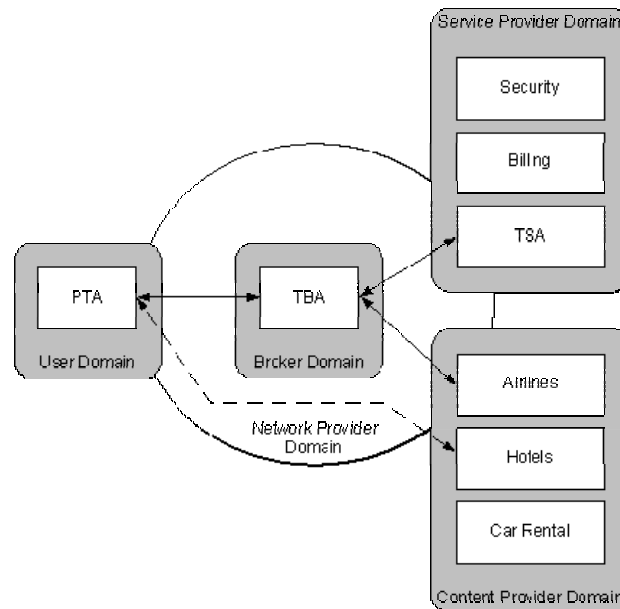 Service Provider Domain
Security
Billing
TSA
PTA
User Domain
TBA
Broker Domain
Network Provider
Domain
Airlines
Hotels
Car Rental
Content Provider Domain